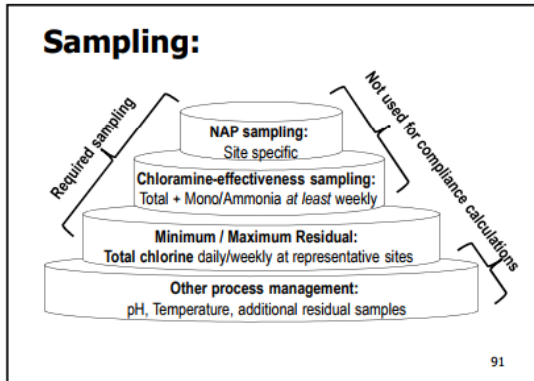 Sampling:
Required sampling
Not used for compliance calculations
NAP sampling:
Site specific
Chloramine-effectiveness sampling:
Total + Mono/Ammonia at least weekly
Minimum / Maximum Residual:
Total chlorine daily/weekly at representative sites
Other process management:
pH, Temperature, additional residual samples
91